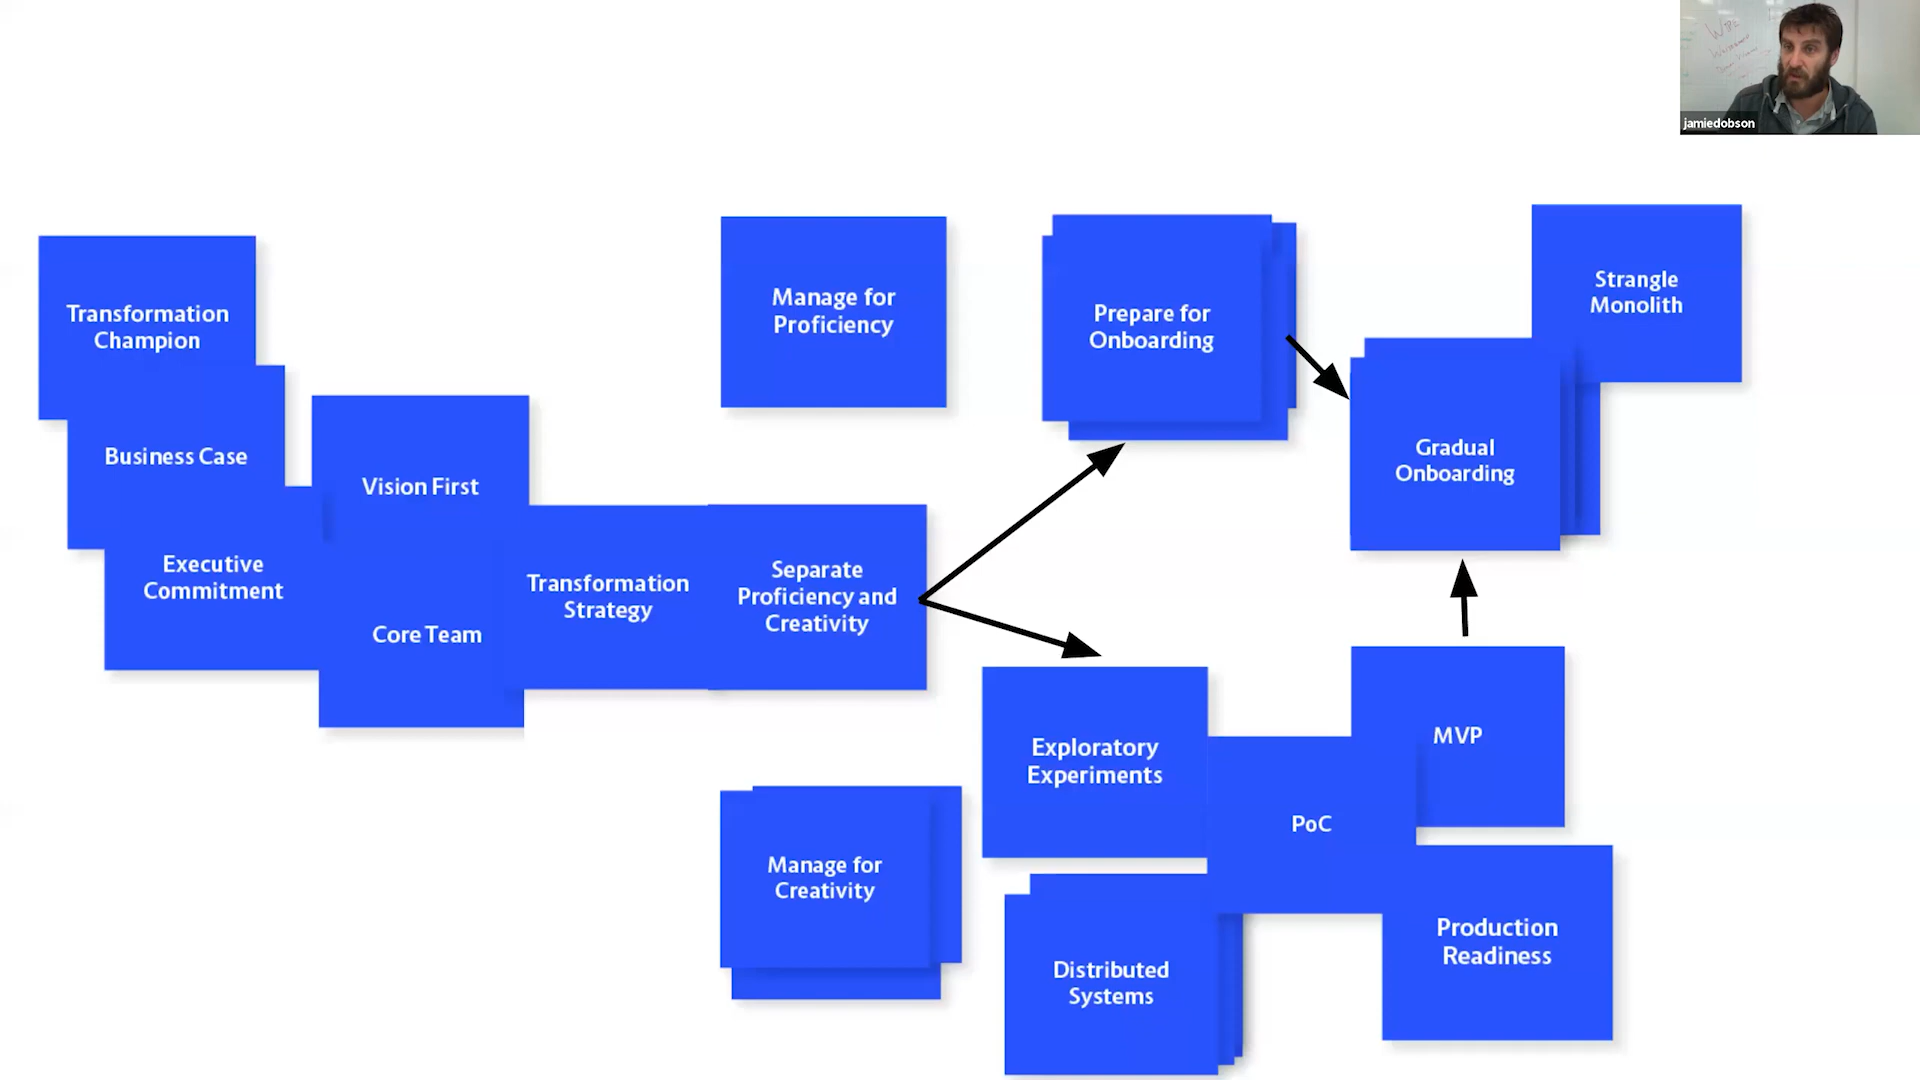 jamiedobson
Transformation
Champion
Business Case
Executive
Commitment
Vision First
Core Team
Transformation
Strategy
Separate
Proficiency and
Creativity
Manage for
Proficiency
Manage for
Creativity
Prepare for
Onboarding
Exploratory
Experiments
Distributed
Systems
PoC
MVP
Production
Readiness
Gradual
Onboarding
Strangle
Monolith